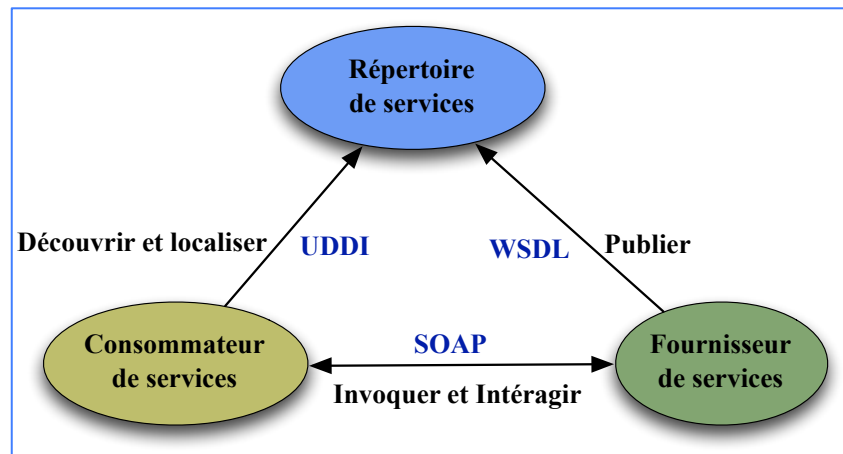 Répertoire
de services
Découvrir et localiser
UDDI
WSDL
Publier
Consommateur
de services
SOAP
Invoquer et Intéragir
Fournisseur
de services